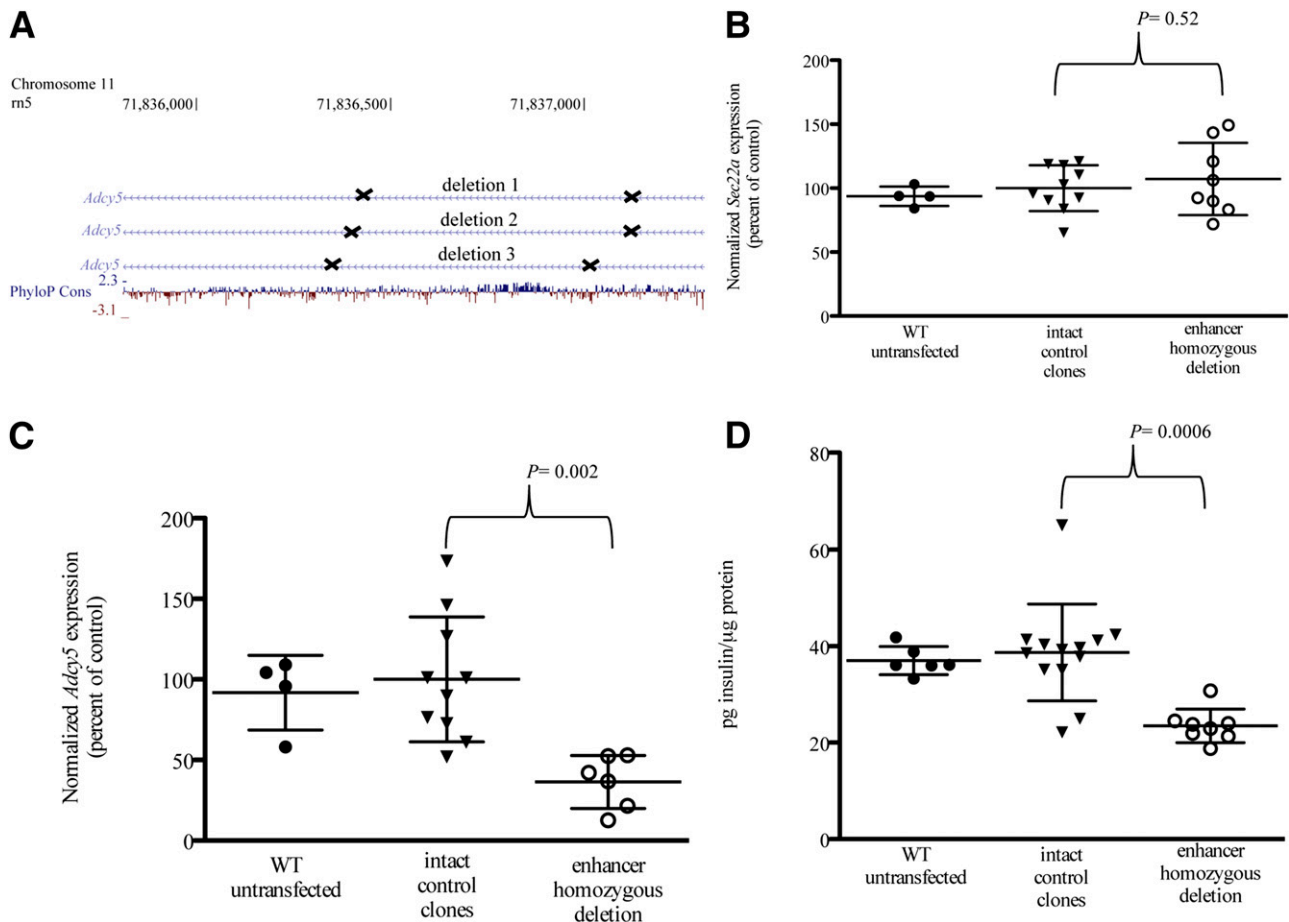 A
Chromosome 11
rn5
71,836,000| 71,836,500| 71,837,000|
deletion 1
Adcy5
deletion 2
Adcy5
deletion 3
Adcy5
2.3 -
PhyloP Cons
-3.1 _
B
P= 0.52
Normalized Sec22a expression
(percent of control)
200
150
100
50
0
WT
untransfected
intact
control
clones
enhancer
homozygous
deletion
C
P= 0.002
Normalized Adcy5 expression
(percent of control)
200
150
100
50
0
WT
untransfected
intact
control
clones
enhancer
homozygous
deletion
D
P= 0.0006
pg insulin/µg protein
80
60
40
20
0
WT
untransfected
intact
control
clones
enhancer
homozygous
deletion